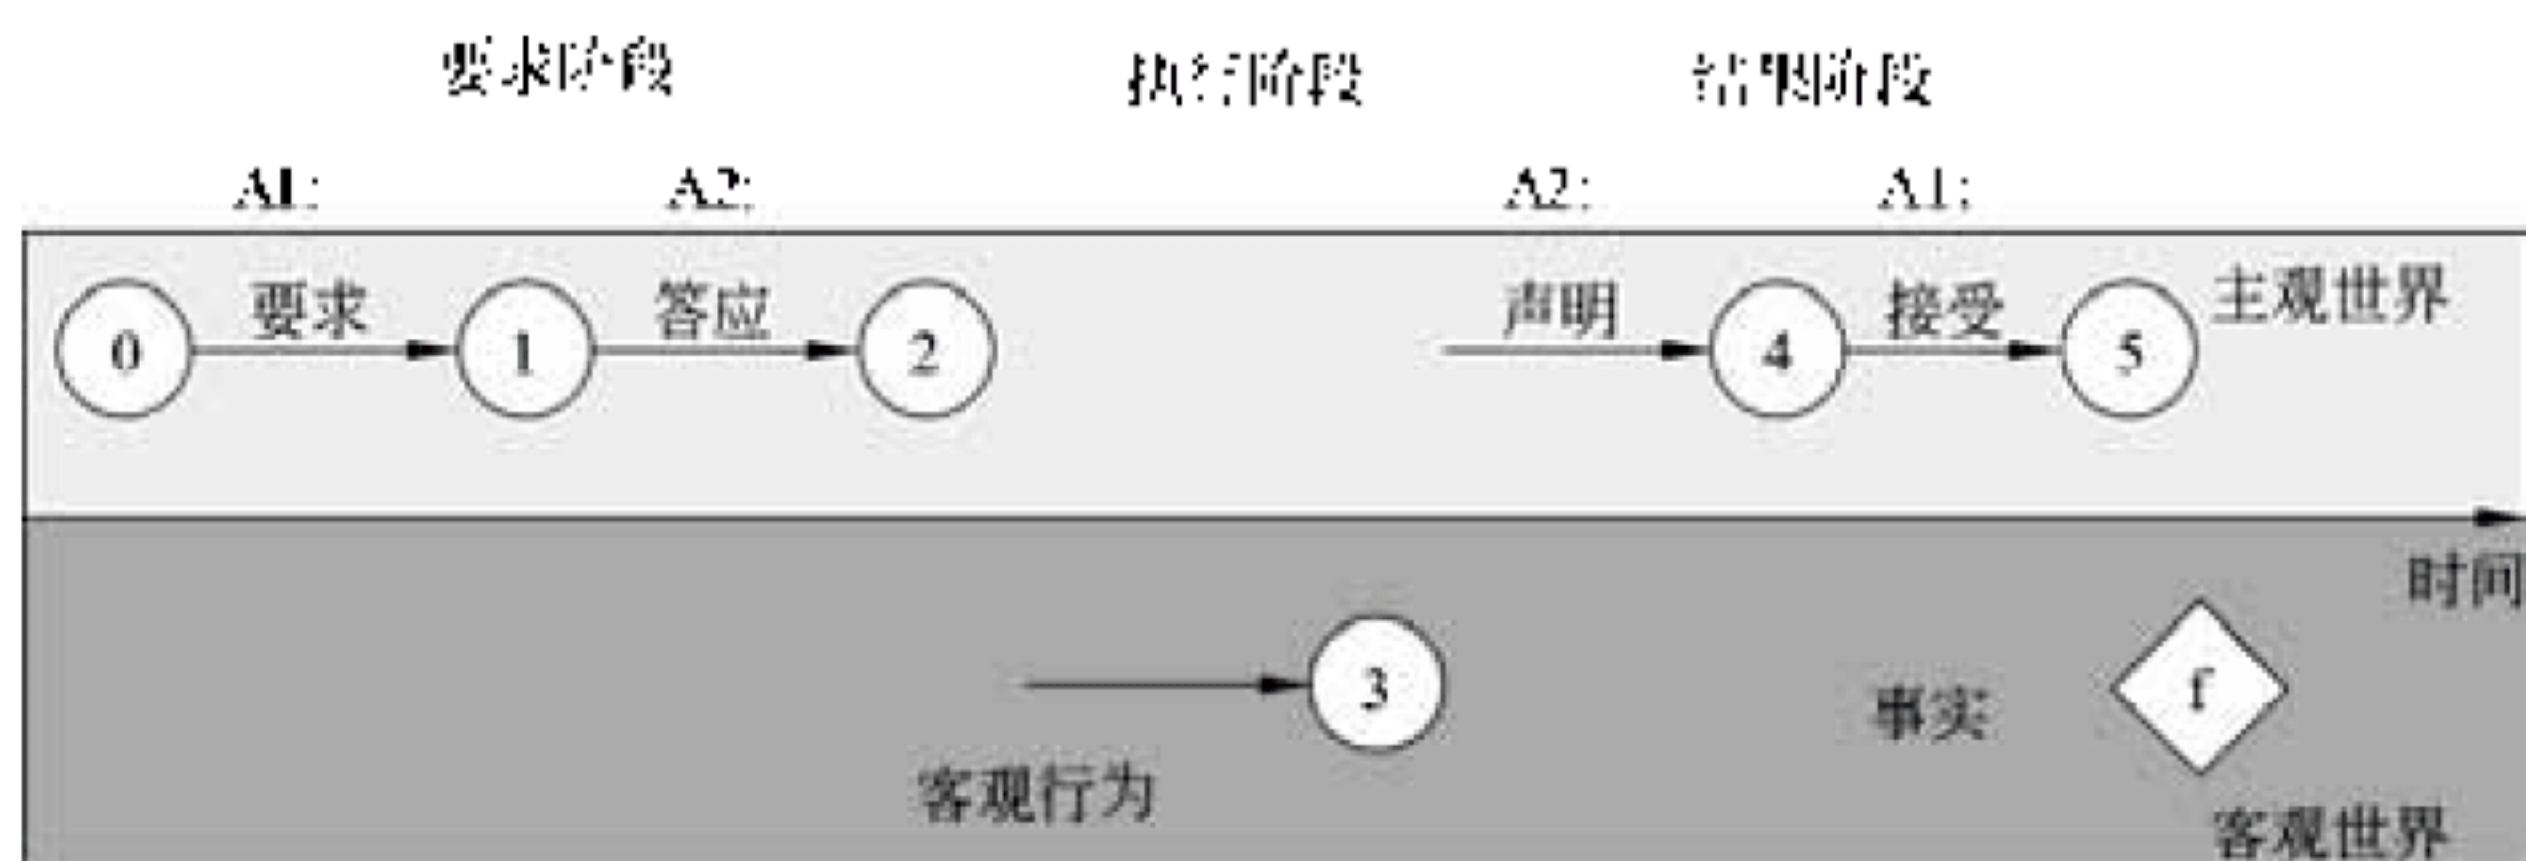 要求阶段 执行阶段 结果阶段
A1: A2: A2: A1:
要求 答应 声明 接受 主观世界
0 1 2 4 5
时间
3 事实 f
客观行为 客观世界